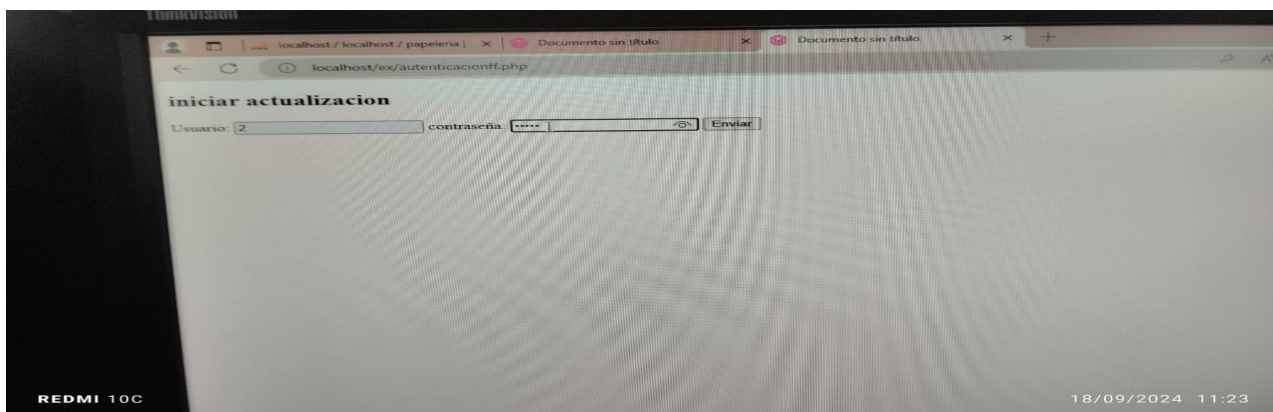 ThinkVision
localhost / localhost / papeleria | × Documento sin título × Documento sin título × +
localhost/ex/autenticacionff.php
iniciar actualizacion
Usuario: 2 contraseña: ••••• Enviar
REDMI 10C
18/09/2024 11:23